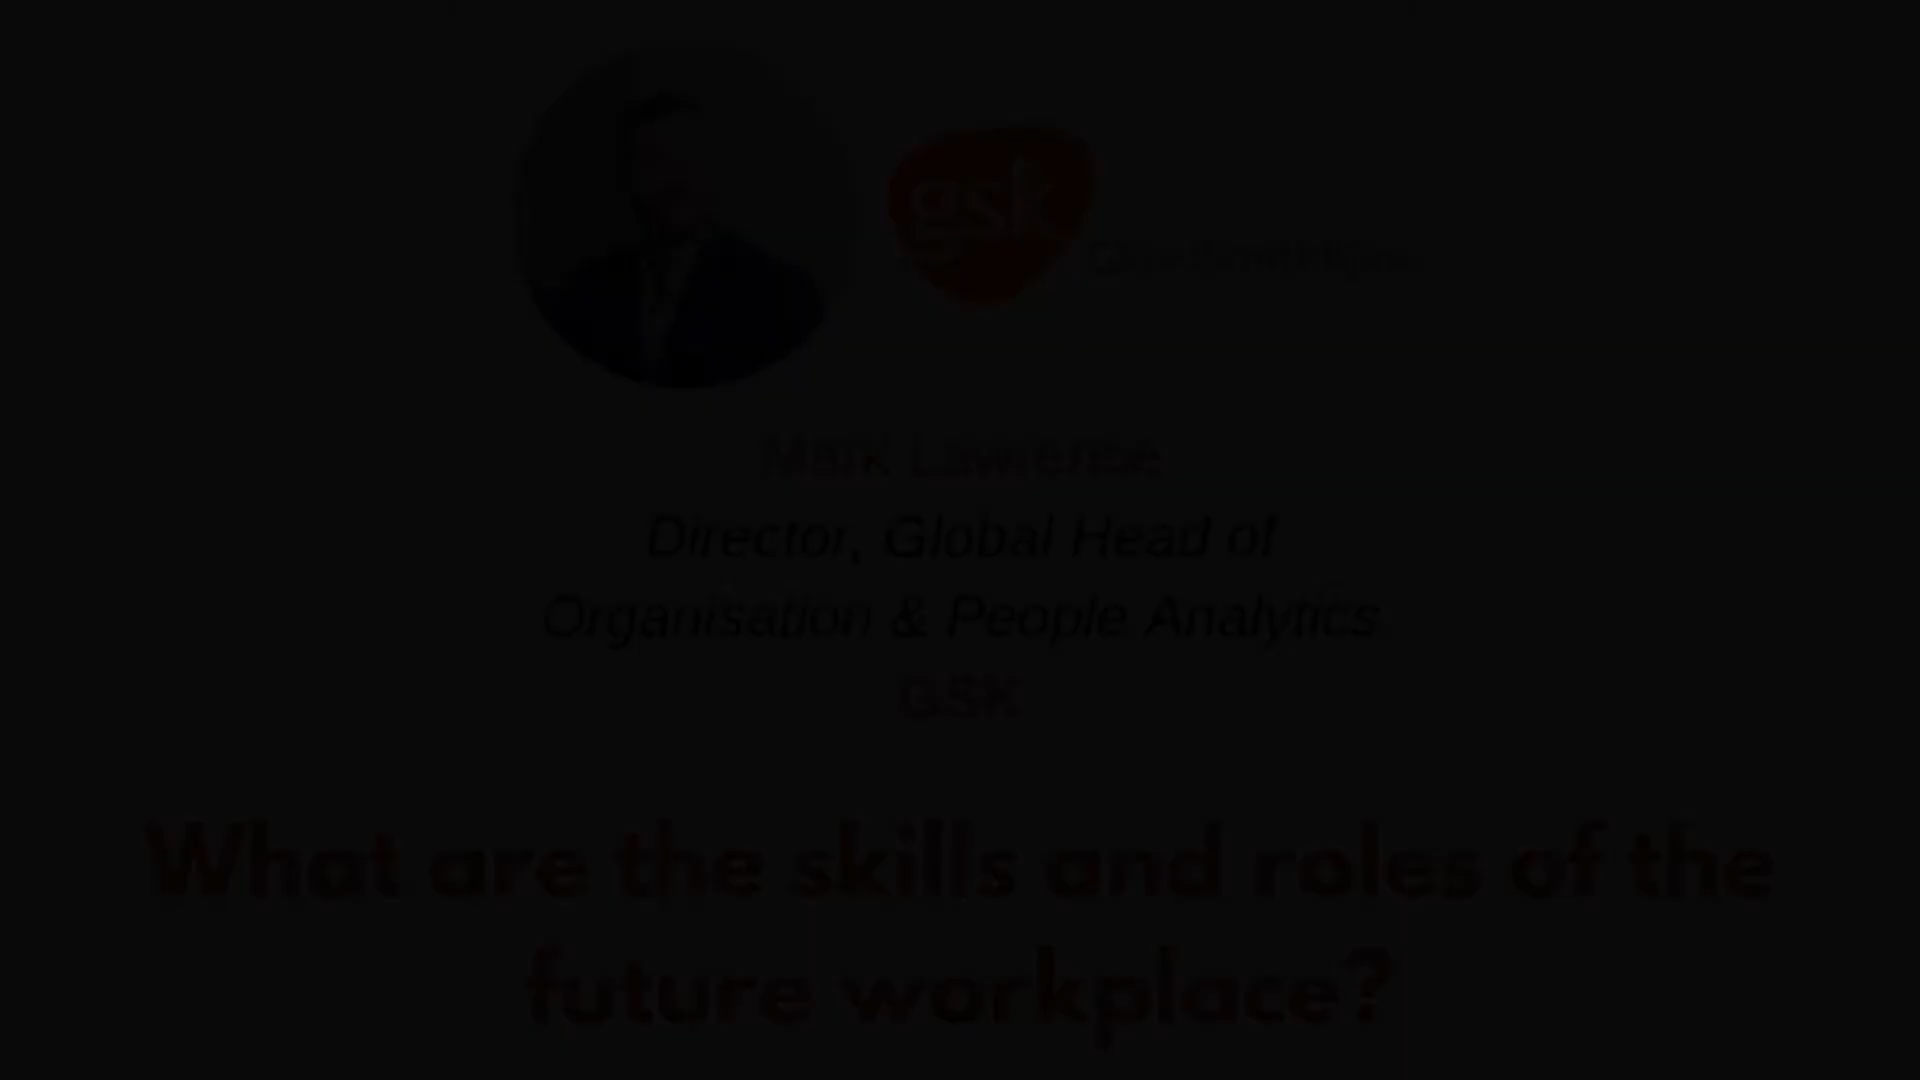 gsk
GlaxoSmithKline
Mark Lawrence
Director, Global Head of
Organisation & People Analytics
GSK
What are the skills and roles of the
future workplace?